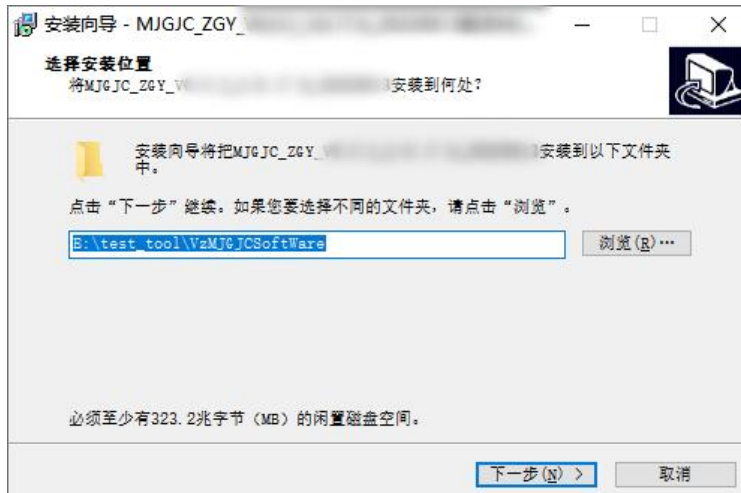 安装向导 - MJGJC_ZGY_
选择安装位置
将MJGJC_ZGY_V 安装到何处?
安装向导将把MJGJC_ZGY_ 安装到以下文件夹
中。
点击“下一步”继续。如果您要选择不同的文件夹，请点击“浏览”。
E:\test_tool\VzMJGJCSoftWare
浏览(R)…
必须至少有323.2兆字节（MB）的闲置磁盘空间。
下一步(N) >
取消